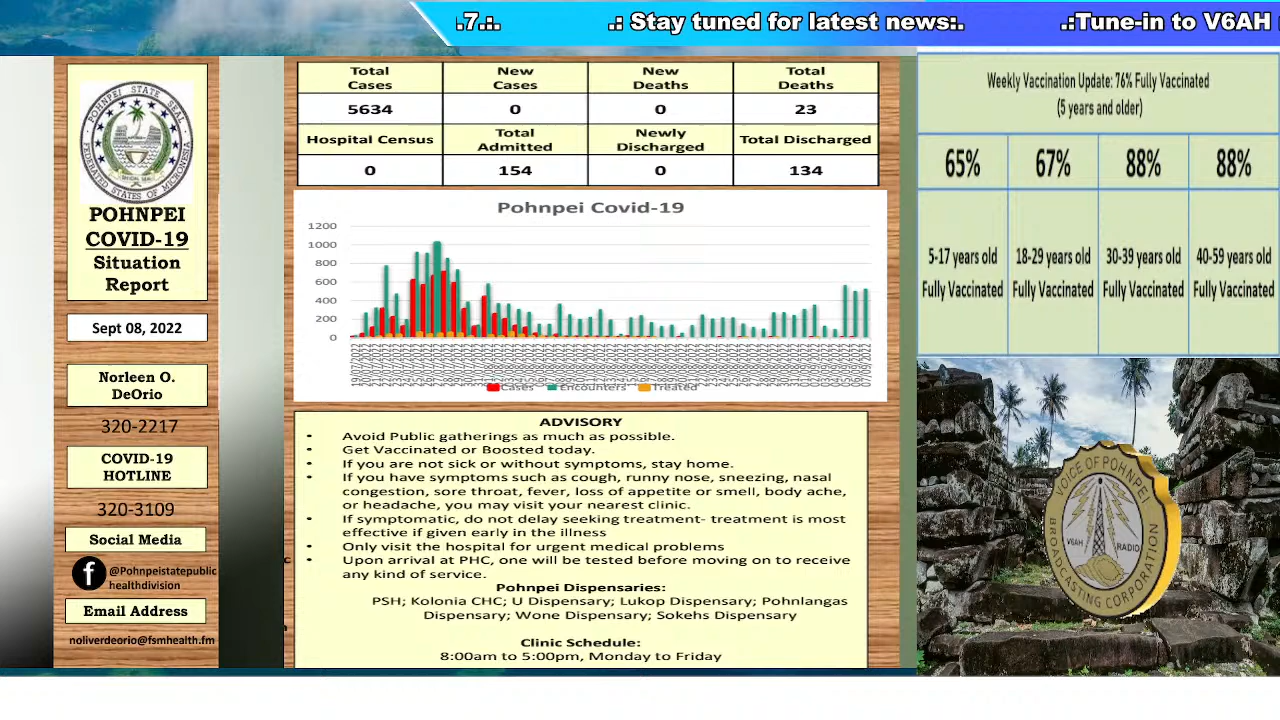 .7.:.
.: Stay tuned for latest news:.
.:Tune-in to V6AH
POHNPEI STATE SEAL
FEDERATED STATES OF MICRONESIA
POHNPEI
COVID-19
Situation
Report
Sept 08, 2022
Norleen O.
DeOrio
320-2217
COVID-19
HOTLINE
320-3109
Social Media
@Pohnpeistatepublic
healthdivision
Email Address
noliverdeorio@fsmhealth.fm
Total Cases New Cases New Deaths Total Deaths
5634 0 0 23
Hospital Census Total Admitted Newly Discharged Total Discharged
0 154 0 134
Pohnpei Covid-19
1200
1000
800
600
400
200
0
Cases Encounters Treated
ADVISORY
• Avoid Public gatherings as much as possible.
• Get Vaccinated or Boosted today.
• If you are not sick or without symptoms, stay home.
• If you have symptoms such as cough, runny nose, sneezing, nasal
congestion, sore throat, fever, loss of appetite or smell, body ache,
or headache, you may visit your nearest clinic.
• If symptomatic, do not delay seeking treatment- treatment is most
effective if given early in the illness
• Only visit the hospital for urgent medical problems
• Upon arrival at PHC, one will be tested before moving on to receive
any kind of service.
Pohnpei Dispensaries:
PSH; Kolonia CHC; U Dispensary; Lukop Dispensary; Pohnlangas
Dispensary; Wone Dispensary; Sokehs Dispensary
Clinic Schedule:
8:00am to 5:00pm, Monday to Friday
Weekly Vaccination Update: 76% Fully Vaccinated
(5 years and older)
65% 67% 88% 88%
5-17 years old 18-29 years old 30-39 years old 40-59 years old
Fully Vaccinated Fully Vaccinated Fully Vaccinated Fully Vaccinated
VOICE OF POHNPEI
V6AH RADIO
BROADCASTING CORPORATION